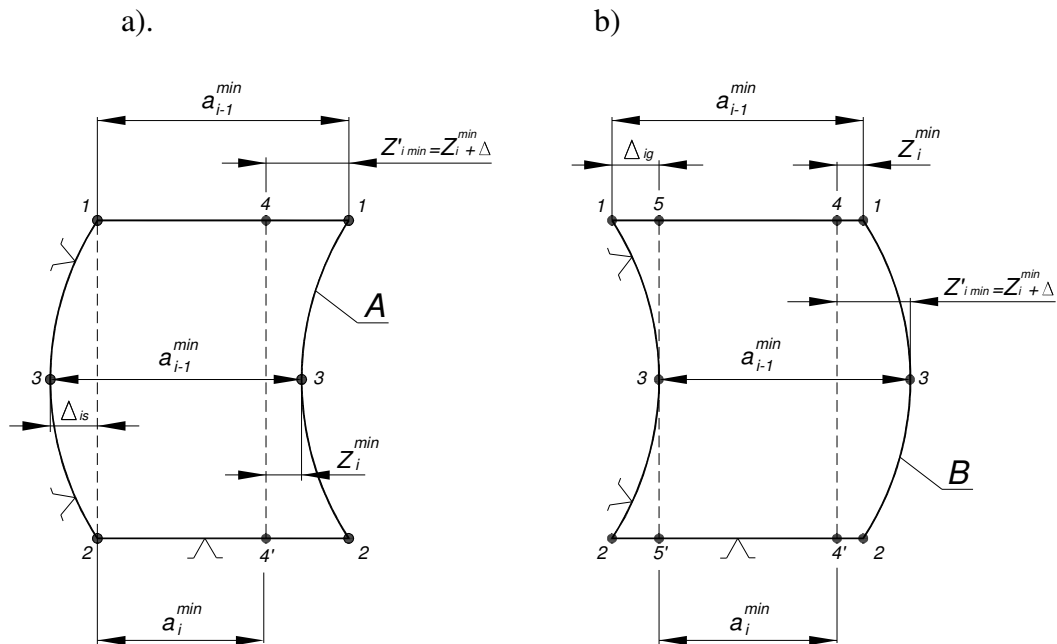 a).
b)
a_{i-1}^{min}
Z'_{i min}=Z_i^{min}+Δ
1
4
1
A
3
a_{i-1}^{min}
3
Δ_{is}
Z_i^{min}
2
4'
2
a_i^{min}
a_{i-1}^{min}
Δ_{ig}
Z_i^{min}
1
5
4
1
Z'_{i min}=Z_i^{min}+Δ
a_{i-1}^{min}
3
3
B
2
5'
4'
2
a_i^{min}